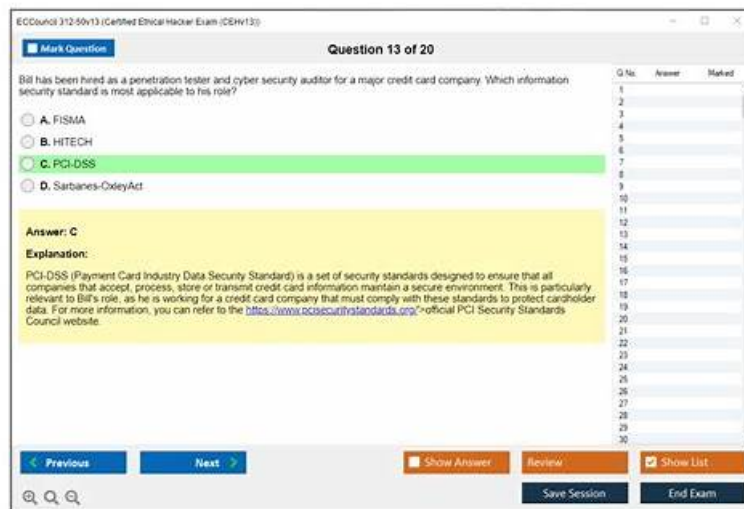 ECCouncil 312-50v13 (Certified Ethical Hacker Exam (CEHv13))
Mark Question
Question 13 of 20
Bill has been hired as a penetration tester and cyber security auditor for a major credit card company. Which information
security standard is most applicable to his role?
A. FISMA
B. HITECH
C. PCI-DSS
D. Sarbanes-OxleyAct
Answer: C
Explanation:
PCI-DSS (Payment Card Industry Data Security Standard) is a set of security standards designed to ensure that all
companies that accept, process, store or transmit credit card information maintain a secure environment. This is particularly
relevant to Bill's role, as he is working for a credit card company that must comply with these standards to protect cardholder
data. For more information, you can refer to the https://www.pcisecuritystandards.org/">official PCI Security Standards
Council website.
Q.No. Answer Marked
1
2
3
4
5
6
7
8
9
10
11
12
13
14
15
16
17
18
19
20
21
22
23
24
25
26
27
28
29
30
Previous
Next
Show Answer
Review
Show List
Save Session
End Exam